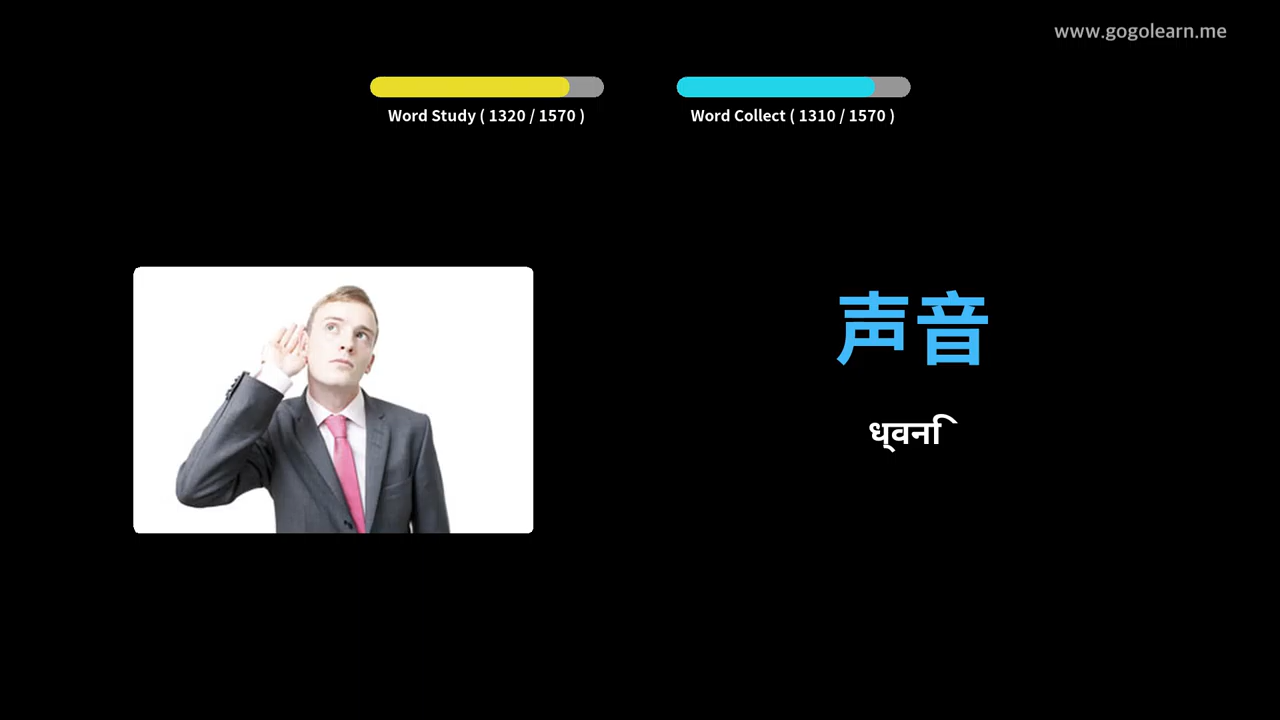 www.gogolearn.me
Word Study ( 1320 / 1570 )
Word Collect ( 1310 / 1570 )
声音
ध्वनि